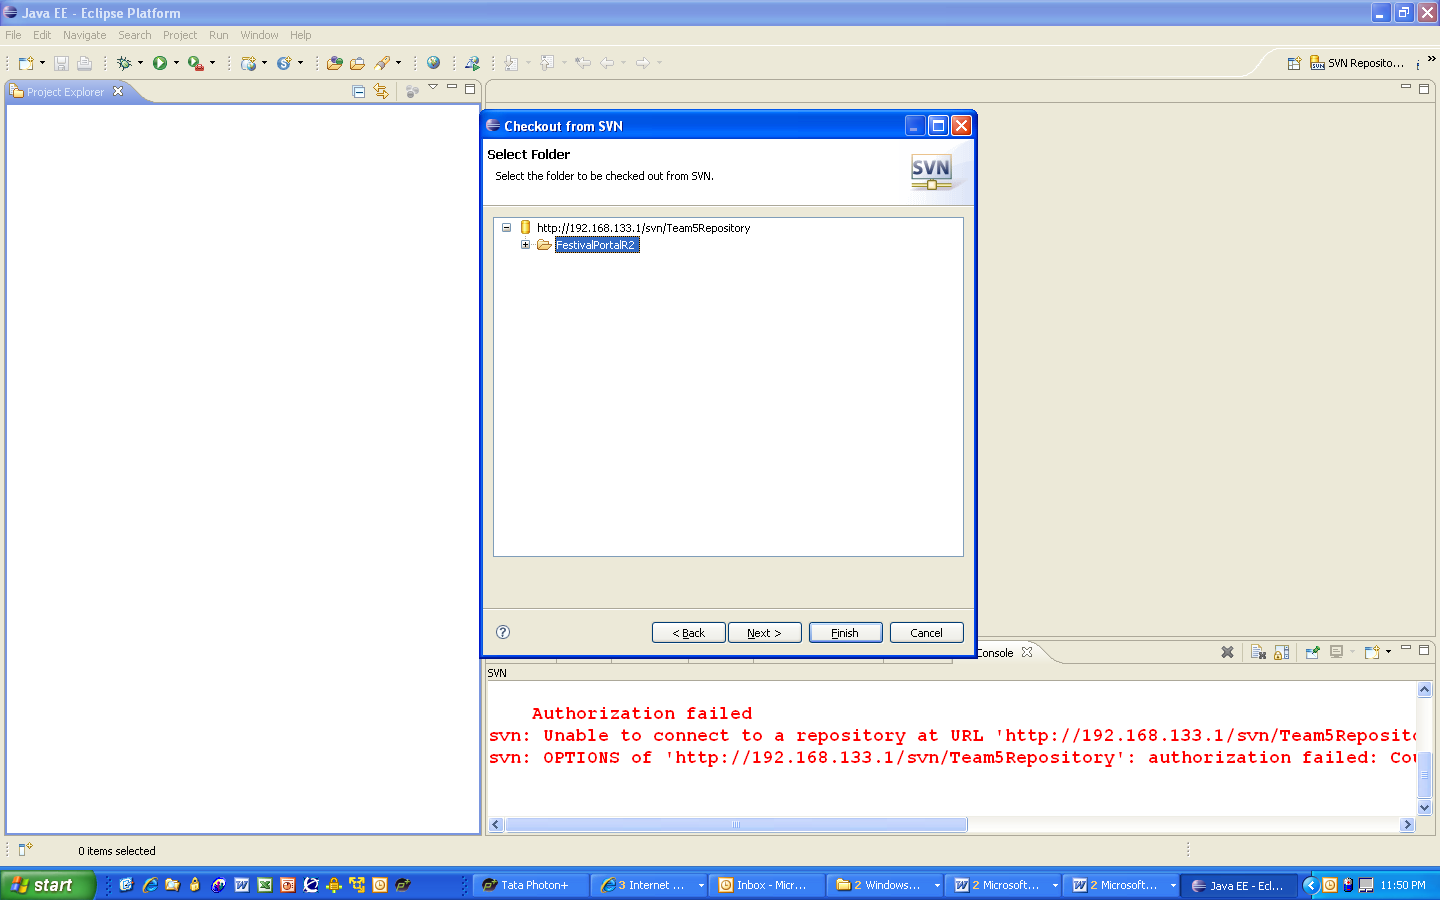 Java EE - Eclipse Platform
File Edit Navigate Search Project Run Window Help
SVN Reposito...
Project Explorer
Checkout from SVN
Select Folder
Select the folder to be checked out from SVN.
SVN
http://192.168.133.1/svn/Team5Repository
FestivalPortalR2
< Back Next > Finish Cancel
Console
SVN
Authorization failed
svn: Unable to connect to a repository at URL 'http://192.168.133.1/svn/Team5Reposito
svn: OPTIONS of 'http://192.168.133.1/svn/Team5Repository': authorization failed: Cou
0 items selected
start Tata Photon+ 3 Internet ... Inbox - Micr... 2 Windows... 2 Microsoft... 2 Microsoft... Java EE - Ecl... 11:50 PM